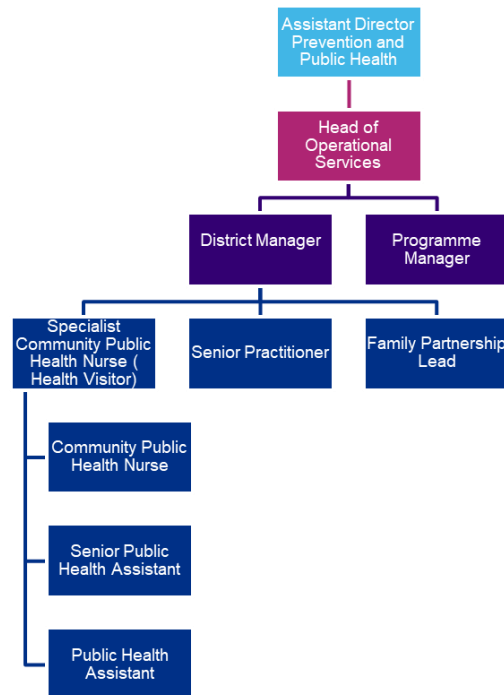 Assistant Director
Prevention and
Public Health
Head of
Operational
Services
District Manager
Programme
Manager
Specialist
Community Public
Health Nurse (
Health Visitor)
Senior Practitioner
Family Partnership
Lead
Community Public
Health Nurse
Senior Public
Health Assistant
Public Health
Assistant